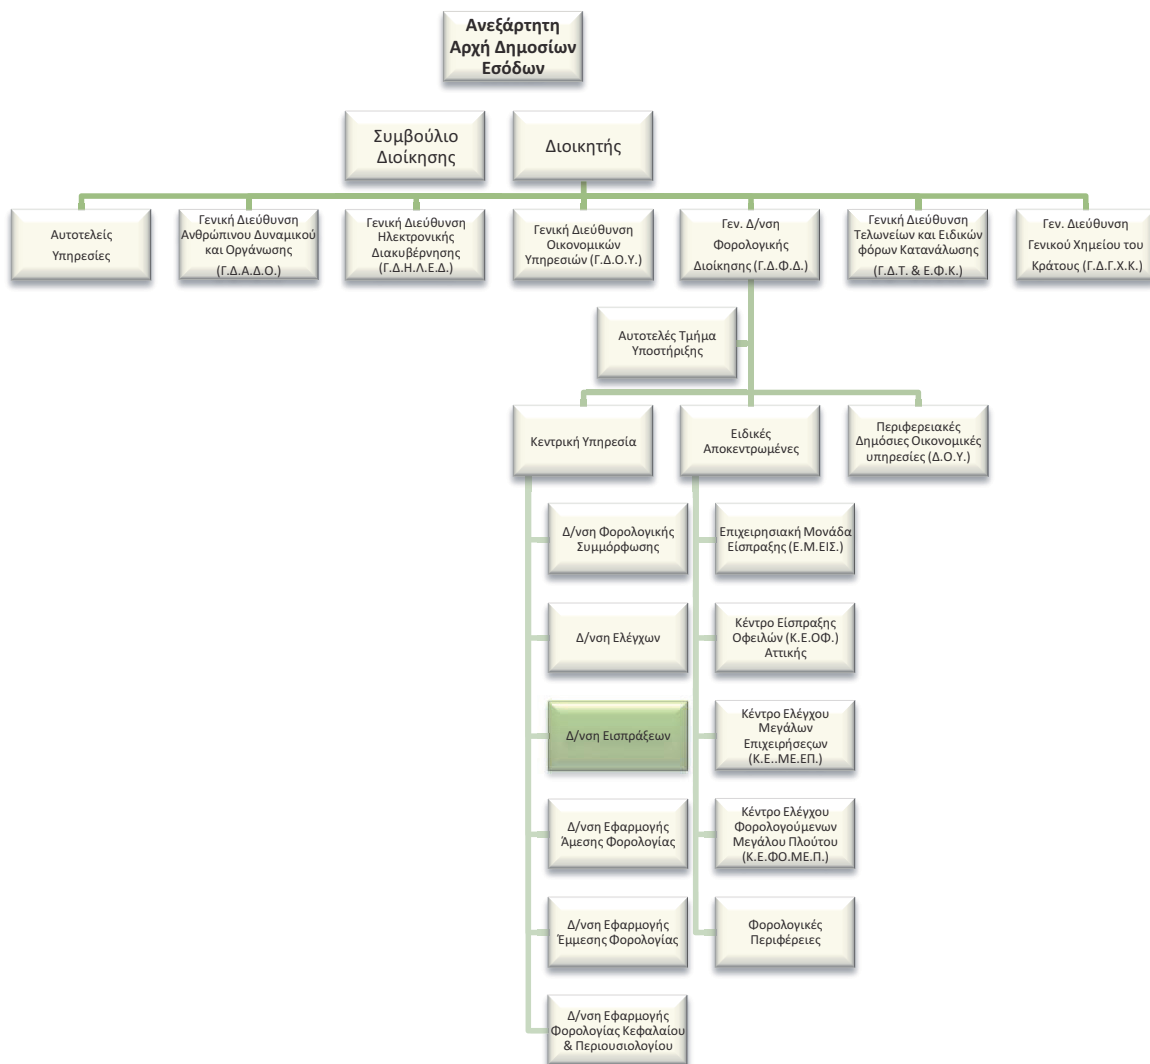 Ανεξάρτητη
Αρχή Δημοσίων
Εσόδων
Συμβούλιο
Διοίκησης
Διοικητής
Αυτοτελείς
Υπηρεσίες
Γενική Διεύθυνση
Ανθρώπινου Δυναμικού
και Οργάνωσης
(Γ.Δ.Α.Δ.Ο.)
Γενική Διεύθυνση
Ηλεκτρονικής
Διακυβέρνησης
(Γ.Δ.Η.Λ.Ε.Δ.)
Γενική Διεύθυνση
Οικονομικών
Υπηρεσιών (Γ.Δ.Ο.Υ.)
Γεν. Δ/νση
Φορολογικής
Διοίκησης (Γ.Δ.Φ.Δ.)
Γενική Διεύθυνση
Τελωνείων και Ειδικών
φόρων Κατανάλωσης
(Γ.Δ.Τ. & Ε.Φ.Κ.)
Γεν. Διεύθυνση
Γενικού Χημείου του
Κράτους (Γ.Δ.Γ.Χ.Κ.)
Αυτοτελές Τμήμα
Υποστήριξης
Κεντρική Υπηρεσία
Ειδικές
Αποκεντρωμένες
Περιφερειακές
Δημόσιες Οικονομικές
υπηρεσίες (Δ.Ο.Υ.)
Δ/νση Φορολογικής
Συμμόρφωσης
Δ/νση Ελέγχων
Δ/νση Εισπράξεων
Δ/νση Εφαρμογής
Άμεσης Φορολογίας
Δ/νση Εφαρμογής
Έμμεσης Φορολογίας
Δ/νση Εφαρμογής
Φορολογίας Κεφαλαίου
& Περιουσιολογίου
Επιχειρησιακή Μονάδα
Είσπραξης (Ε.Μ.ΕΙΣ.)
Κέντρο Είσπραξης
Οφειλών (Κ.Ε.ΟΦ.)
Αττικής
Κέντρο Ελέγχου
Μεγάλων
Επιχειρήσεςων
(Κ.Ε..ΜΕ.ΕΠ.)
Κέντρο Ελέγχου
Φορολογούμενων
Μεγάλου Πλούτου
(Κ.Ε.ΦΟ.ΜΕ.Π.)
Φορολογικές
Περιφέρειες